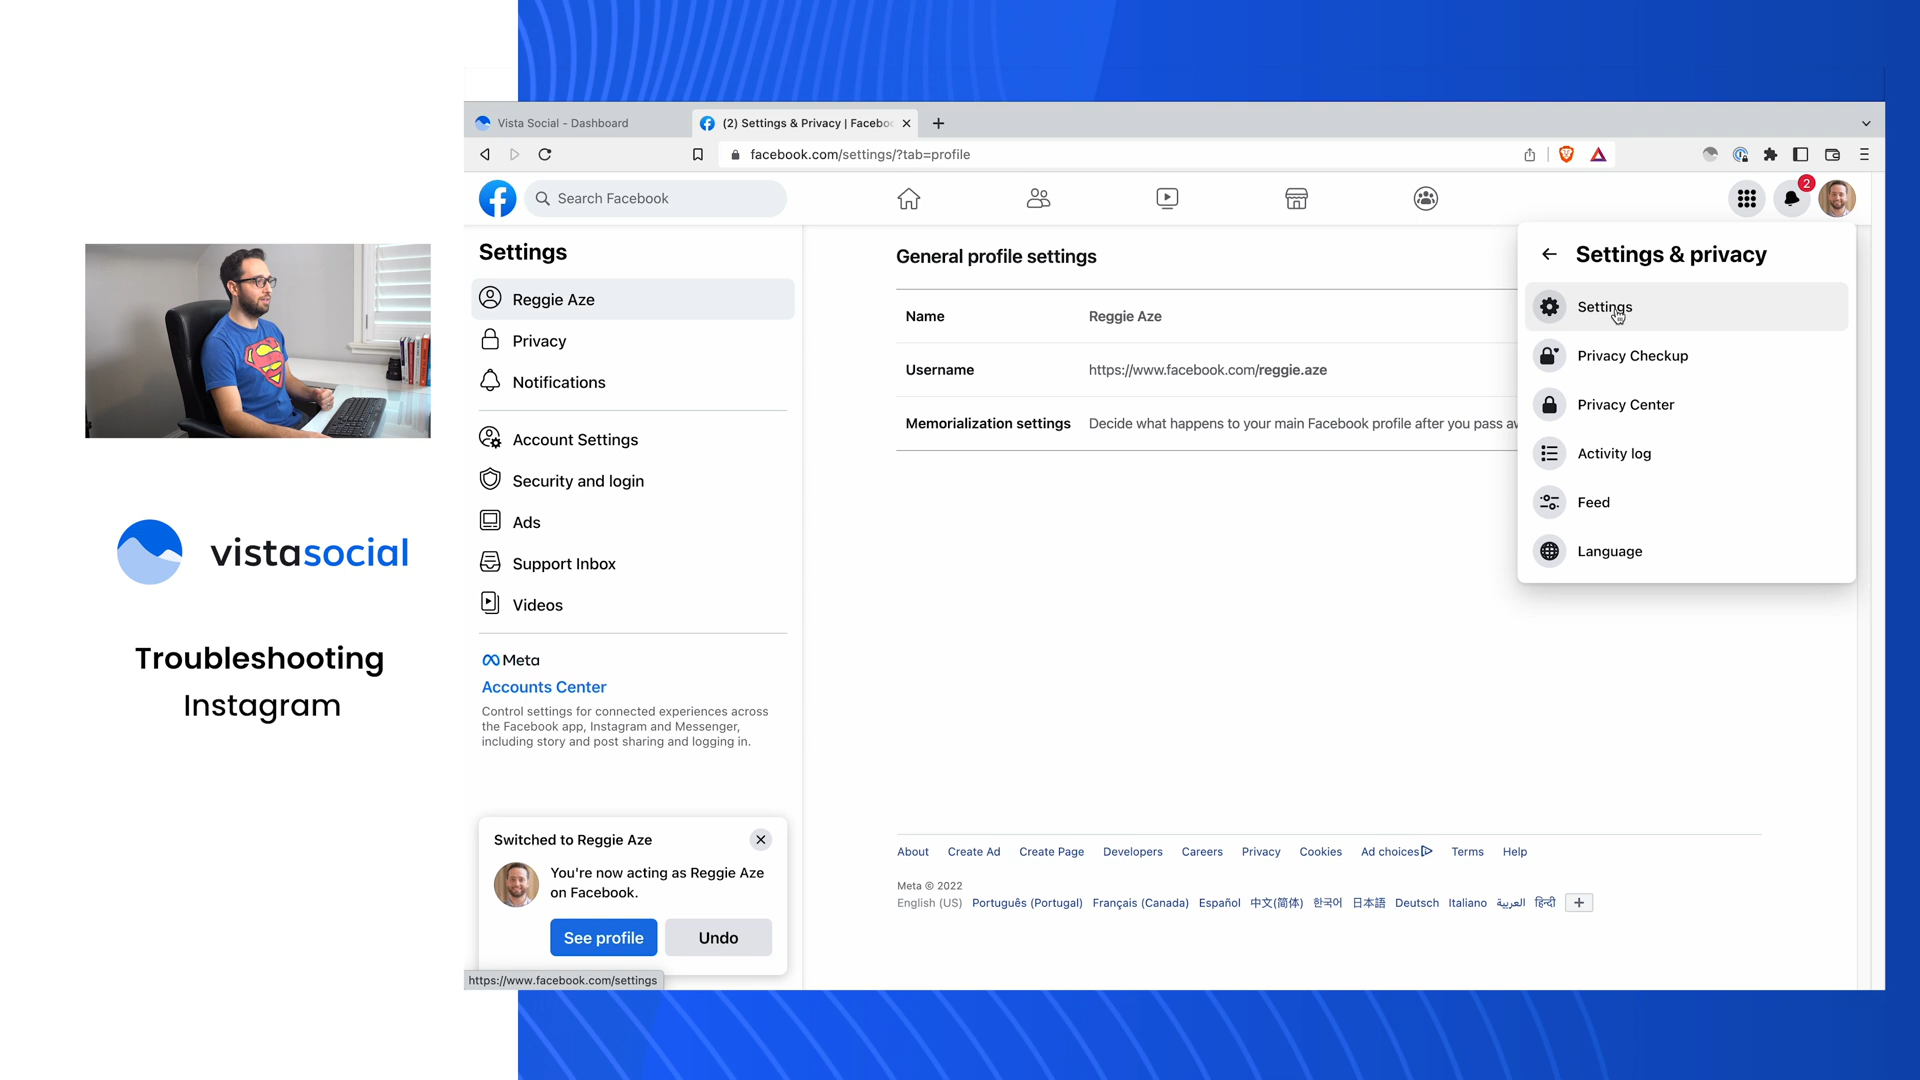 vistasocial
Troubleshooting
Instagram
Vista Social - Dashboard
(2) Settings & Privacy | Facebo
facebook.com/settings/?tab=profile
Search Facebook
2
Settings
Reggie Aze
Privacy
Notifications
Account Settings
Security and login
Ads
Support Inbox
Videos
Meta
Accounts Center
Control settings for connected experiences across
the Facebook app, Instagram and Messenger,
including story and post sharing and logging in.
Switched to Reggie Aze
You're now acting as Reggie Aze
on Facebook.
See profile
Undo
https://www.facebook.com/settings
General profile settings
Name Reggie Aze
Username https://www.facebook.com/reggie.aze
Memorialization settings Decide what happens to your main Facebook profile after you pass aw
Settings & privacy
Settings
Privacy Checkup
Privacy Center
Activity log
Feed
Language
About Create Ad Create Page Developers Careers Privacy Cookies Ad choices Terms Help
Meta © 2022
English (US) Português (Portugal) Français (Canada) Español 中文(简体) 한국어 日本語 Deutsch Italiano العربية हिन्दी +